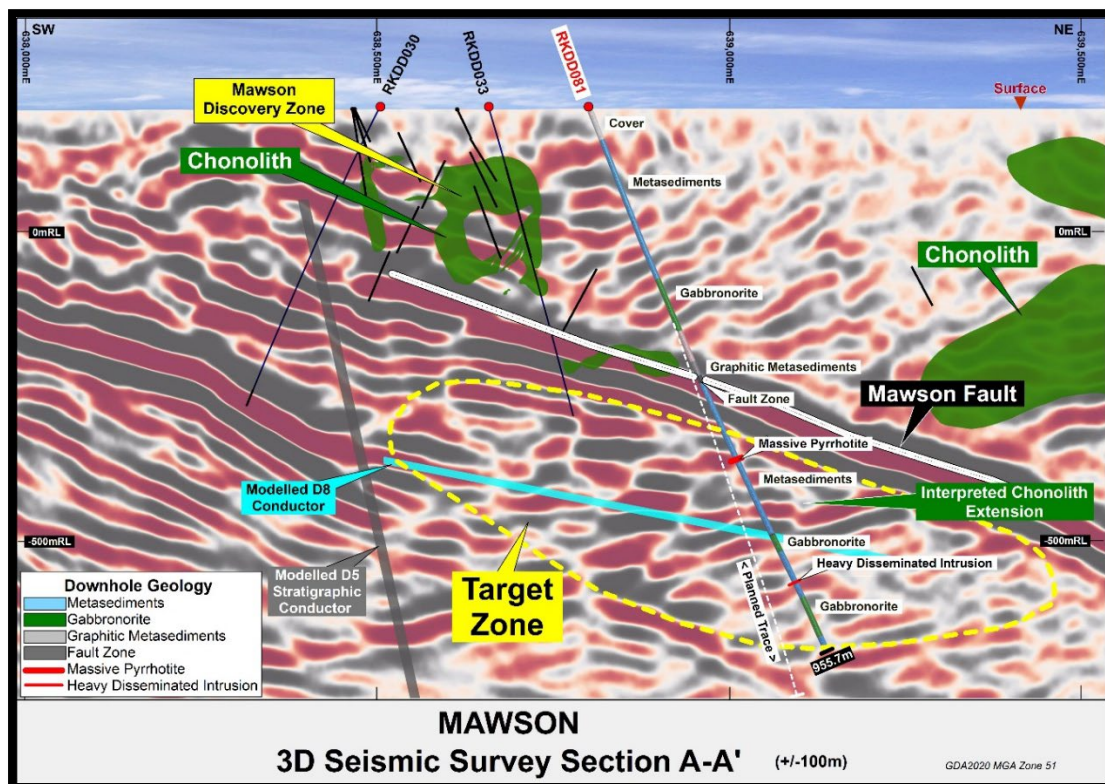 SW
NE
638,000mE
638,500mE
639,000mE
639,500mE
RKDD030
RKDD033
RKDD081
Surface
Mawson
Discovery Zone
Chonolith
Cover
Metasediments
0mRL
0mRL
Chonolith
Gabbronorite
Graphitic Metasediments
Fault Zone
Mawson Fault
Massive Pyrrhotite
Metasediments
Modelled D8
Conductor
Interpreted Chonolith
Extension
-500mRL
-500mRL
Gabbronorite
Heavy Disseminated Intrusion
Modelled D5
Stratigraphic
Conductor
Target
Zone
< Planned Trace >
Gabbronorite
955.7m
Downhole Geology
Metasediments
Gabbronorite
Graphitic Metasediments
Fault Zone
Massive Pyrrhotite
Heavy Disseminated Intrusion
MAWSON
3D Seismic Survey Section A-A' (+/-100m)
GDA2020 MGA Zone 51